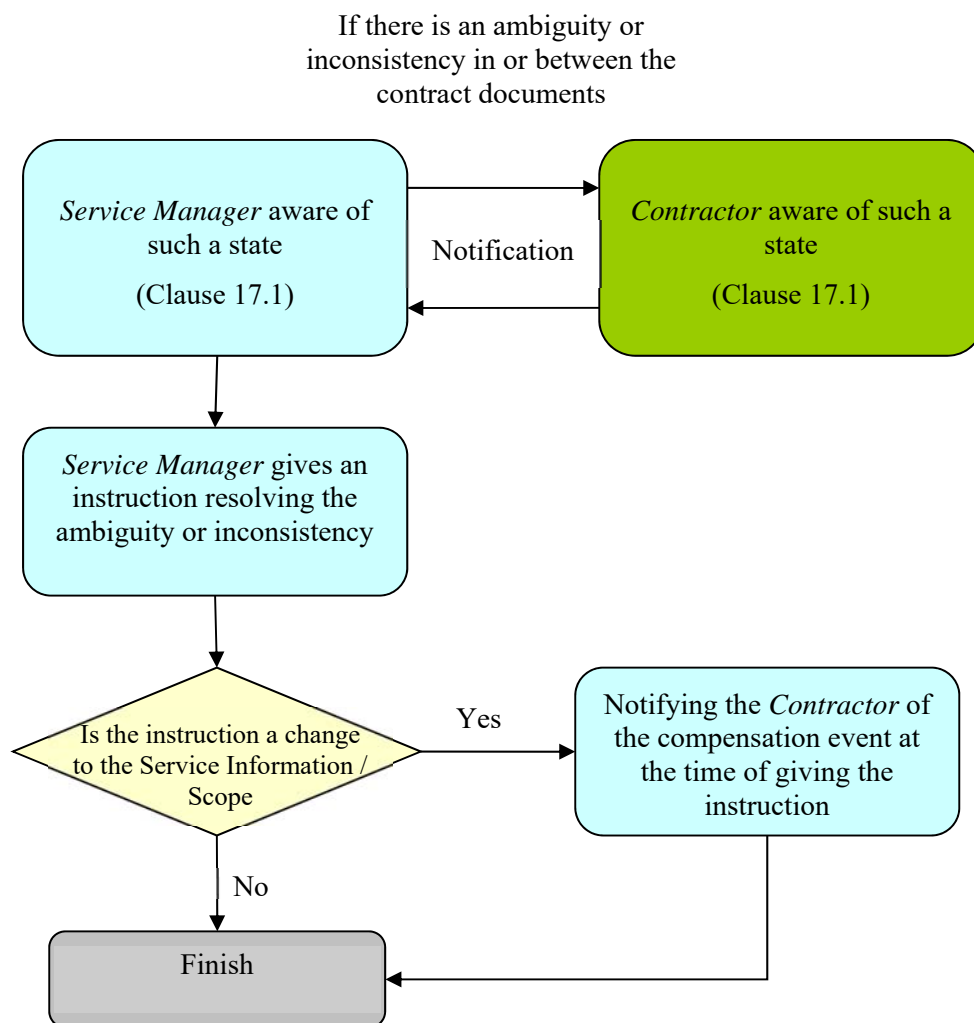 If there is an ambiguity or
inconsistency in or between the
contract documents
Service Manager aware of
such a state
(Clause 17.1)
Notification
Contractor aware of such a
state
(Clause 17.1)
Service Manager gives an
instruction resolving the
ambiguity or inconsistency
Is the instruction a change
to the Service Information /
Scope
Yes
Notifying the Contractor of
the compensation event at
the time of giving the
instruction
No
Finish